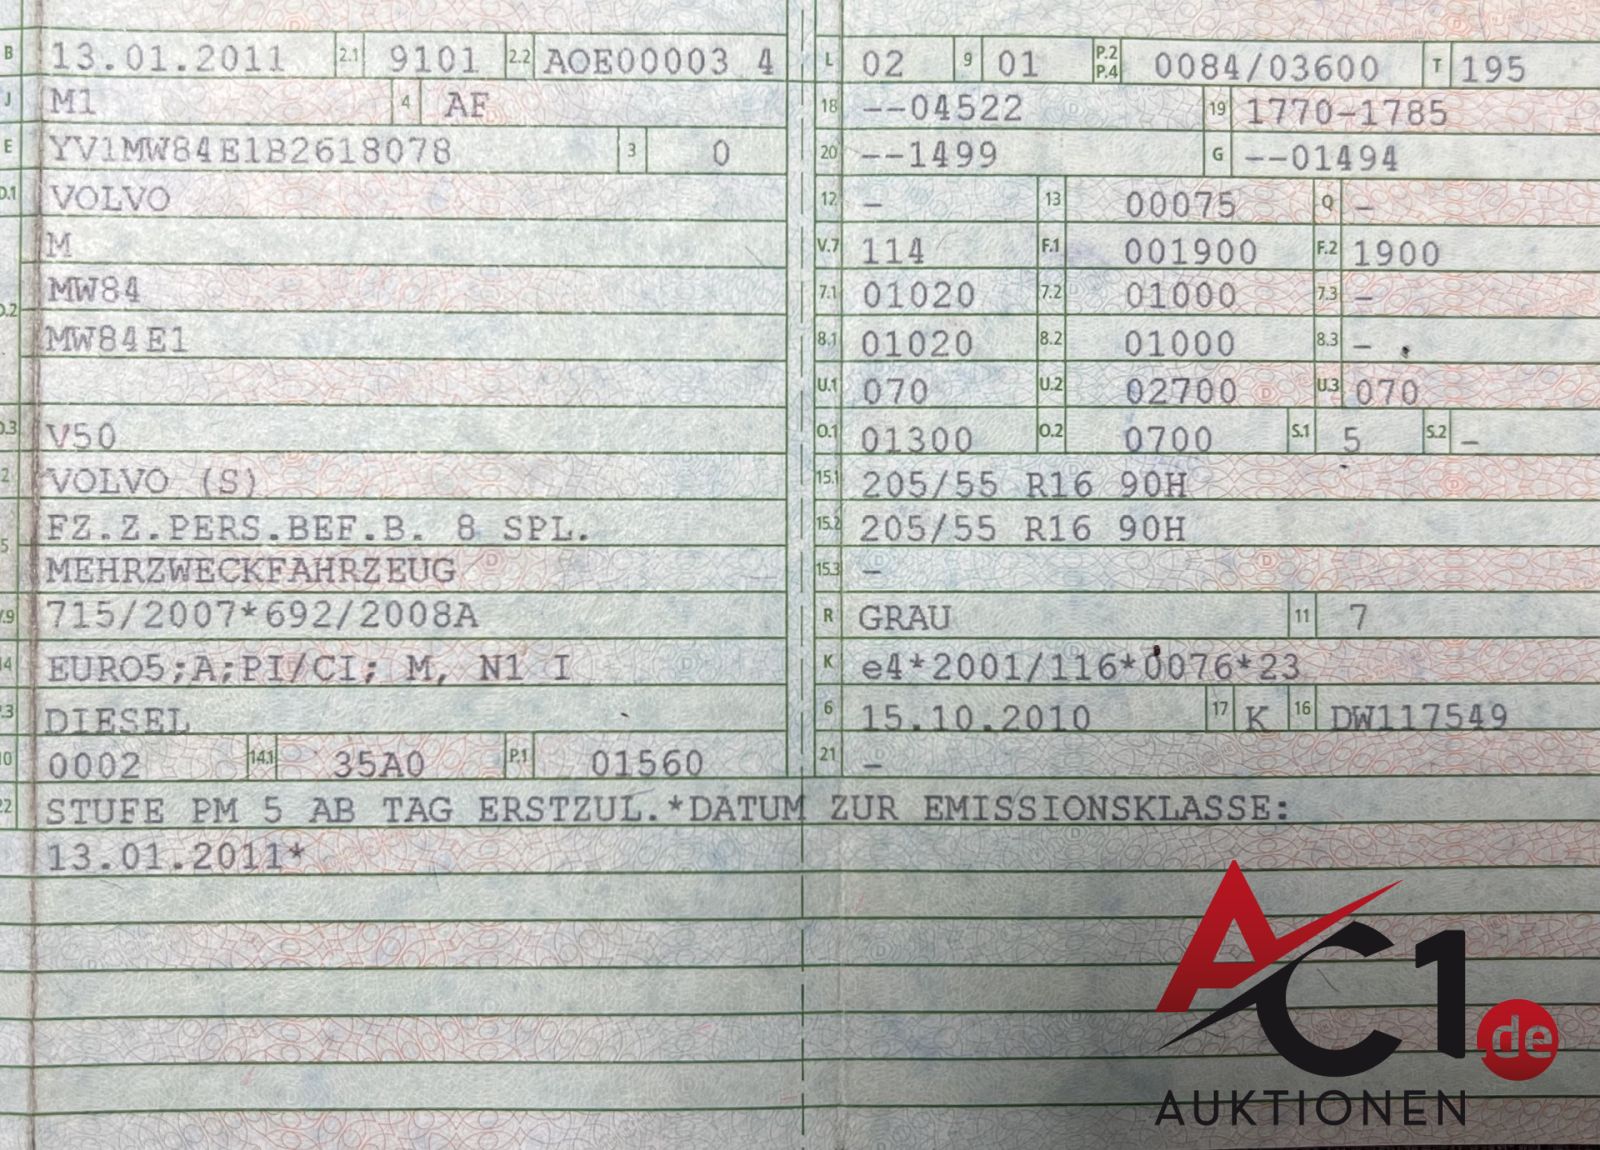 B 13.01.2011 2.1 9101 2.2 AOE00003 4
J M1 4 AF
E YV1MW84E1B2618078 3 0
D.1 VOLVO
M
MW84
D.2
MW84E1
D.3 V50
2 VOLVO (S)
FZ.Z.PERS.BEF.B. 8 SPL.
5
MEHRZWECKFAHRZEUG
V.9 715/2007*692/2008A
14 EURO5;A;PI/CI; M, N1 I
P.3 DIESEL
10 0002 14.1 35A0 P.1 01560
22 STUFE PM 5 AB TAG ERSTZUL.*DATUM ZUR EMISSIONSKLASSE:
13.01.2011*
L 02 9 01 P.2 P.4 0084/03600 T 195
18 --04522 19 1770-1785
20 --1499 G --01494
12 - 13 00075 Q -
V.7 114 F.1 001900 F.2 1900
7.1 01020 7.2 01000 7.3 -
8.1 01020 8.2 01000 8.3 -
U.1 070 U.2 02700 U.3 070
O.1 01300 O.2 0700 S.1 5 S.2 -
15.1 205/55 R16 90H
15.2 205/55 R16 90H
15.3 -
R GRAU 11 7
K e4*2001/116*0076*23
6 15.10.2010 17 K 16 DW117549
21 -
AC1.de
AUKTIONEN